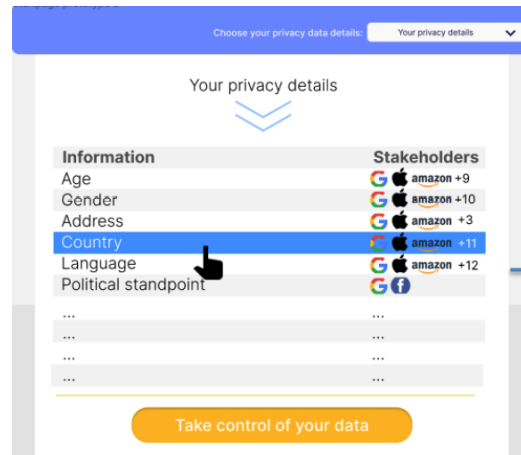 Choose your privacy data details: Your privacy details
Your privacy details
Information Stakeholders
Age amazon +9
Gender amazon +10
Address amazon +3
Country amazon +11
Language amazon +12
Political standpoint
... ...
... ...
... ...
... ...
Take control of your data